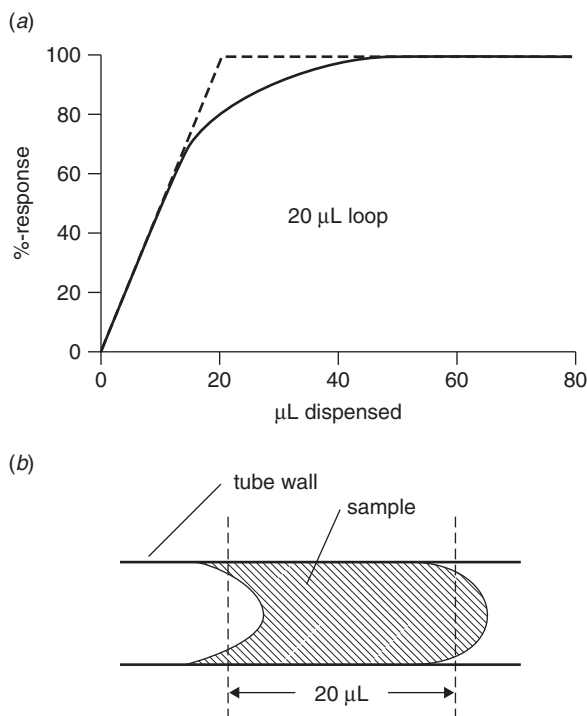 (a)
100
80
60
40
20
0
%-response
20 μL loop
0 20 40 60 80
μL dispensed
(b)
tube wall
sample
20 μL